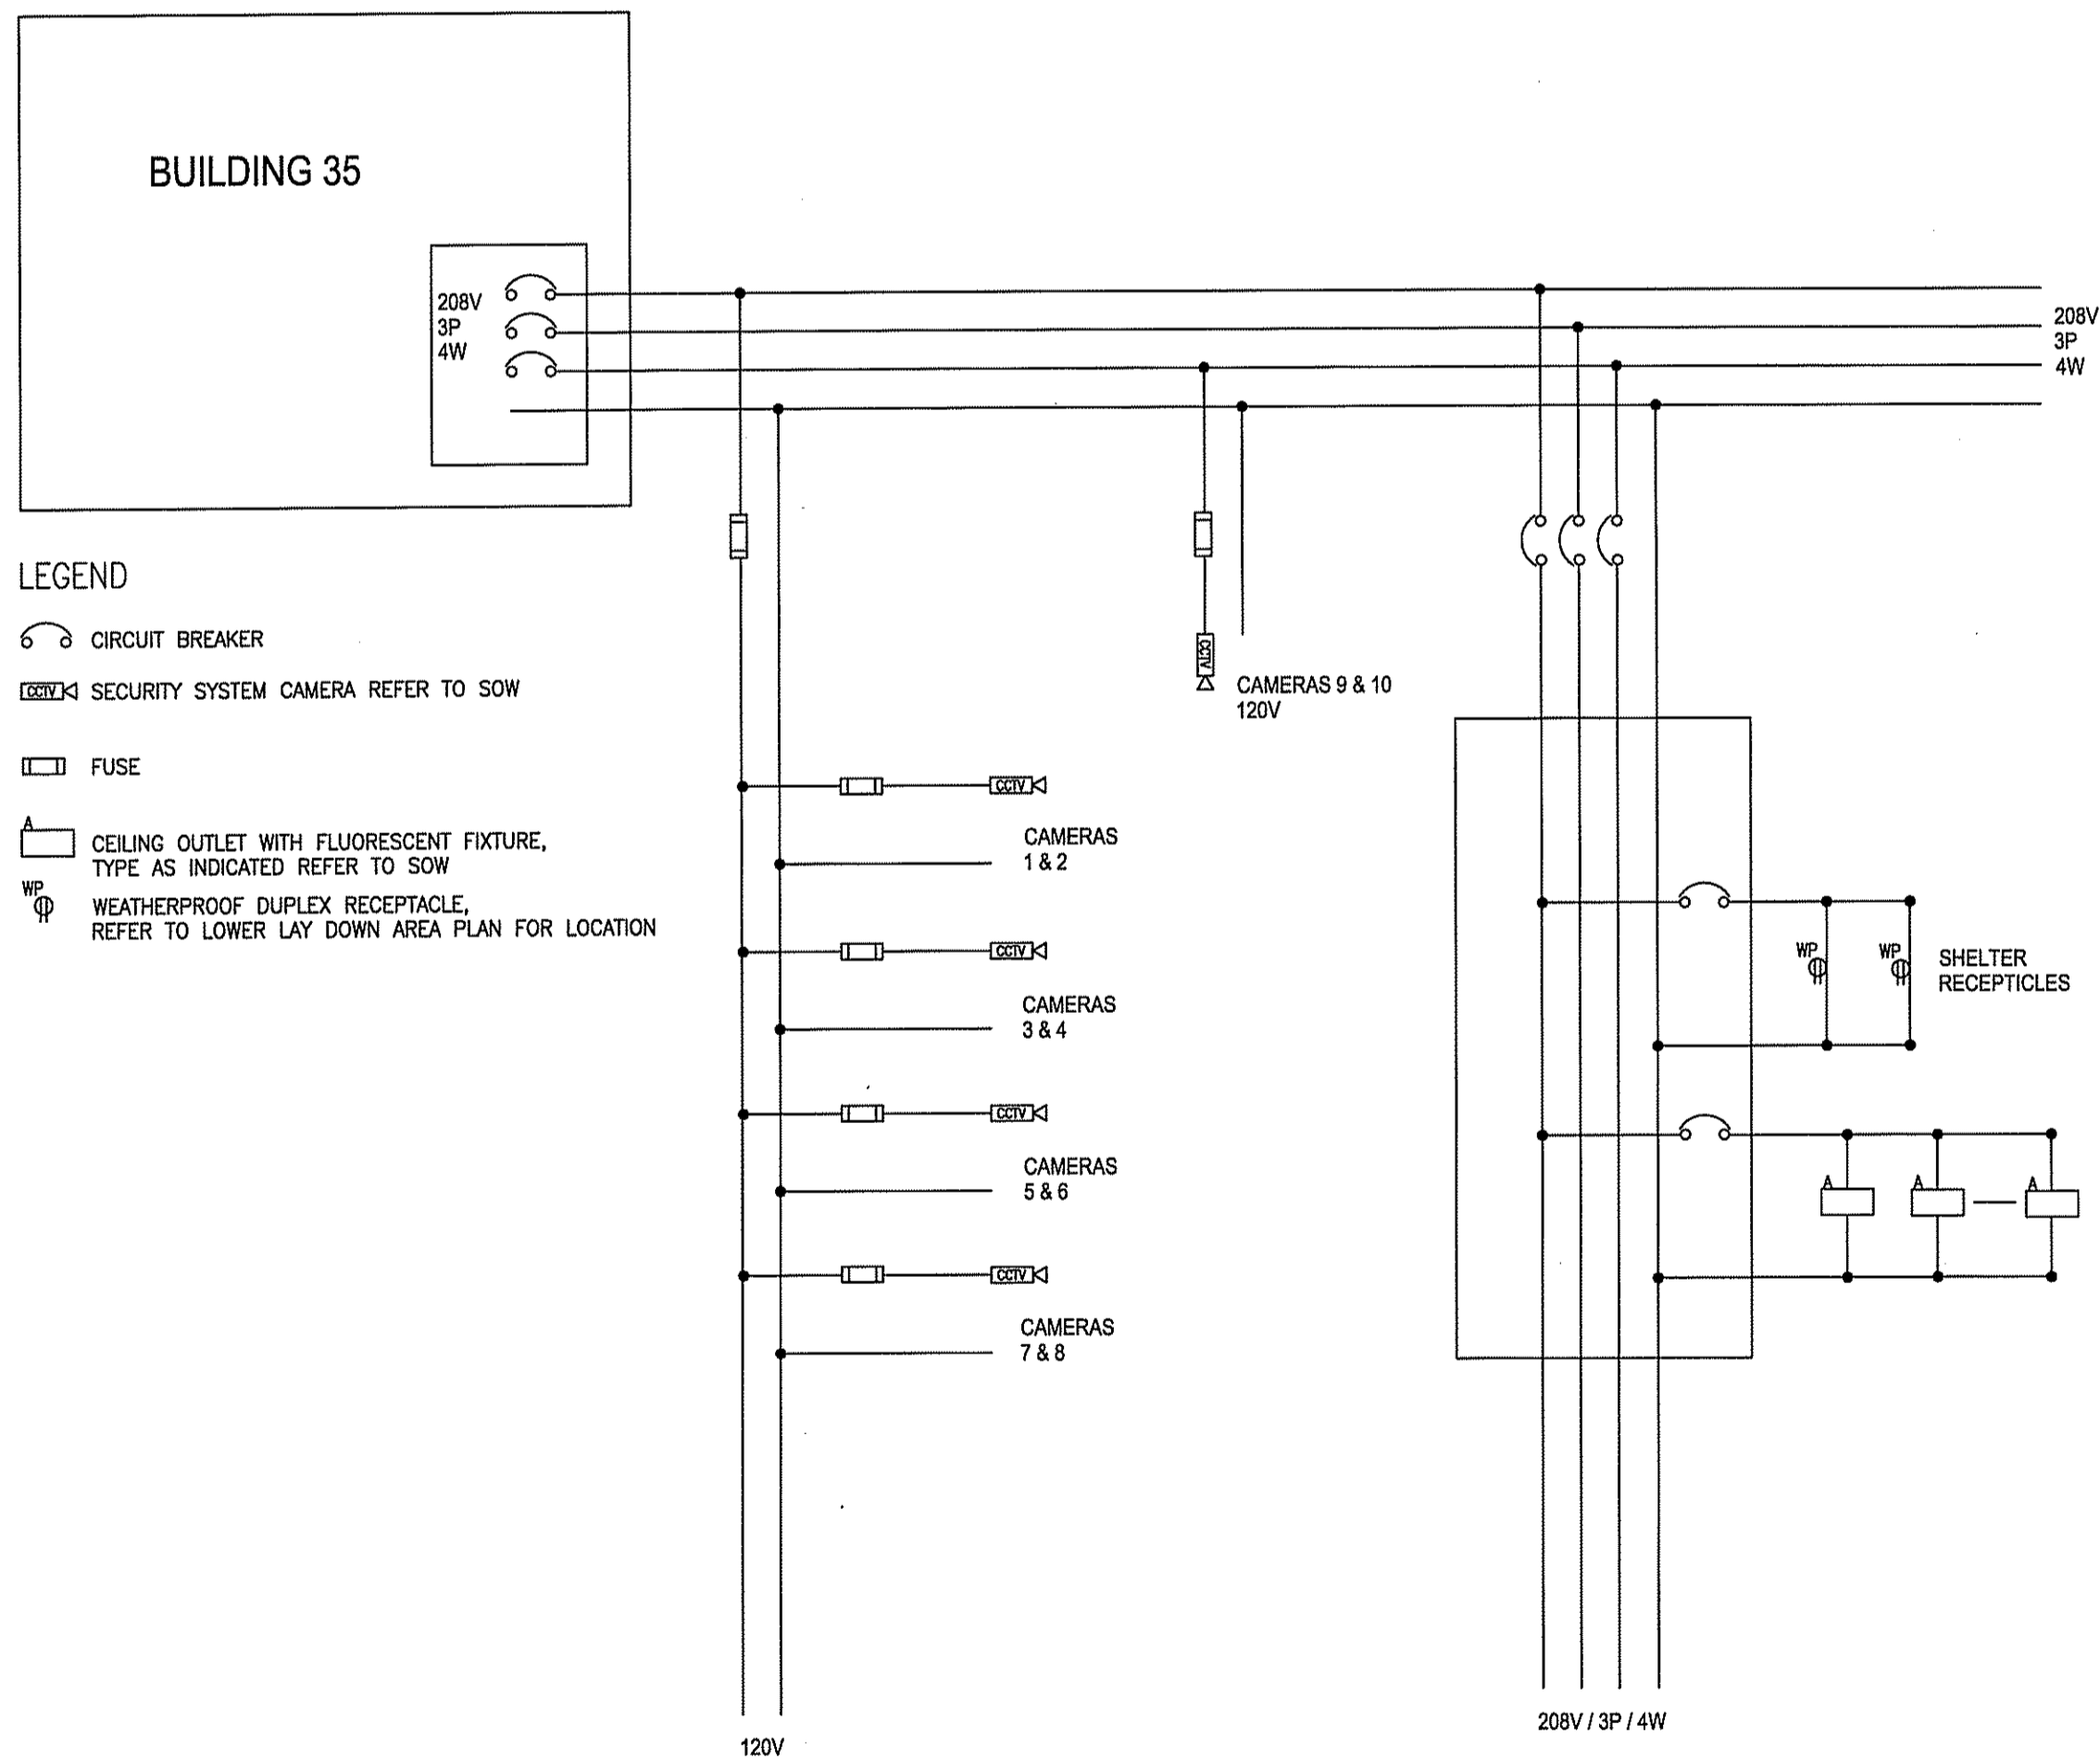 BUILDING 35
208V
3P
4W
208V
3P
4W
LEGEND
CIRCUIT BREAKER
CCTV SECURITY SYSTEM CAMERA REFER TO SOW
FUSE
A
CEILING OUTLET WITH FLUORESCENT FIXTURE,
TYPE AS INDICATED REFER TO SOW
WP
WEATHERPROOF DUPLEX RECEPTACLE,
REFER TO LOWER LAY DOWN AREA PLAN FOR LOCATION
CCTV
CAMERAS 9 & 10
120V
CCTV
CAMERAS
1 & 2
CCTV
CAMERAS
3 & 4
CCTV
CAMERAS
5 & 6
CCTV
CAMERAS
7 & 8
120V
WP
WP
SHELTER
RECEPTICLES
A
A
A
208V / 3P / 4W